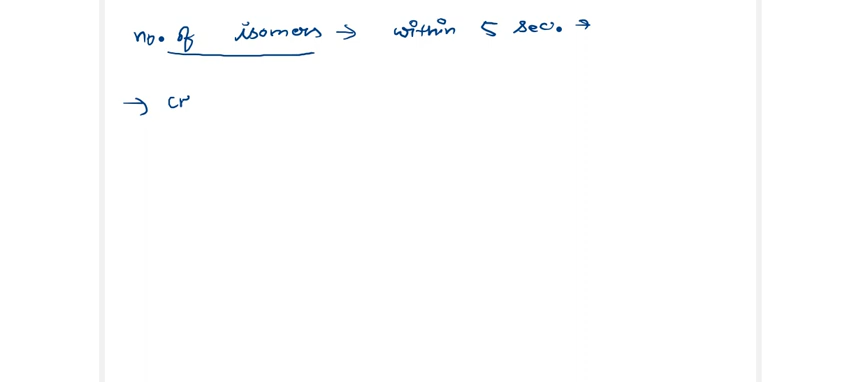 no. of isomers → within 5 sec. →
→ cr